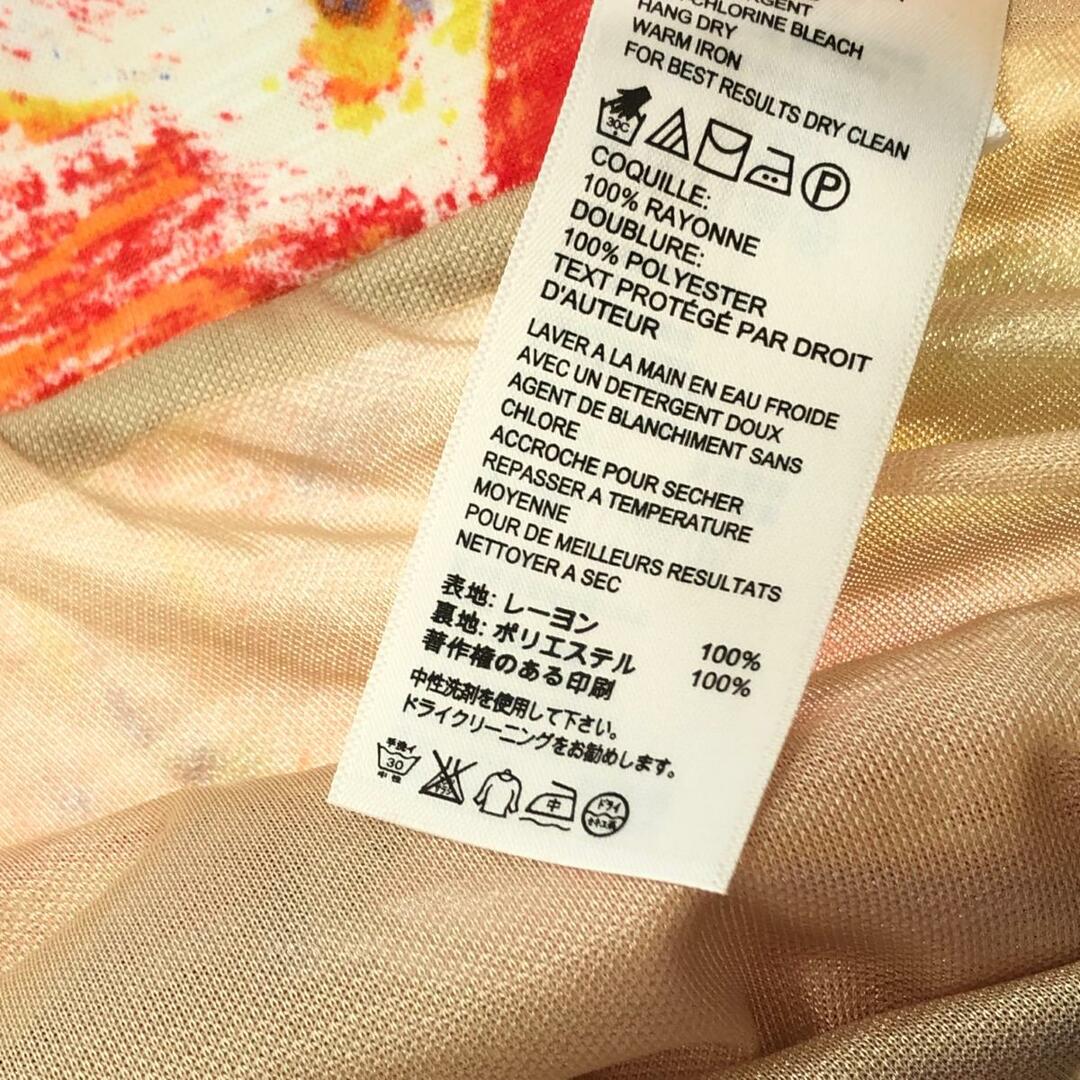 CHLORINE BLEACH
HANG DRY
WARM IRON
FOR BEST RESULTS DRY CLEAN
30C
P
COQUILLE:
100% RAYONNE
DOUBLURE:
100% POLYESTER
TEXT PROTÉGÉ PAR DROIT
D'AUTEUR
LAVER A LA MAIN EN EAU FROIDE
AVEC UN DETERGENT DOUX
AGENT DE BLANCHIMENT SANS
CHLORE
ACCROCHE POUR SECHER
REPASSER A TEMPERATURE
MOYENNE
POUR DE MEILLEURS RESULTATS
NETTOYER A SEC
表地: レーヨン 100%
裏地: ポリエステル 100%
著作権のある印刷
中性洗剤を使用して下さい。
ドライクリーニングをお勧めします。
手洗イ
30
中性
中
ドライ